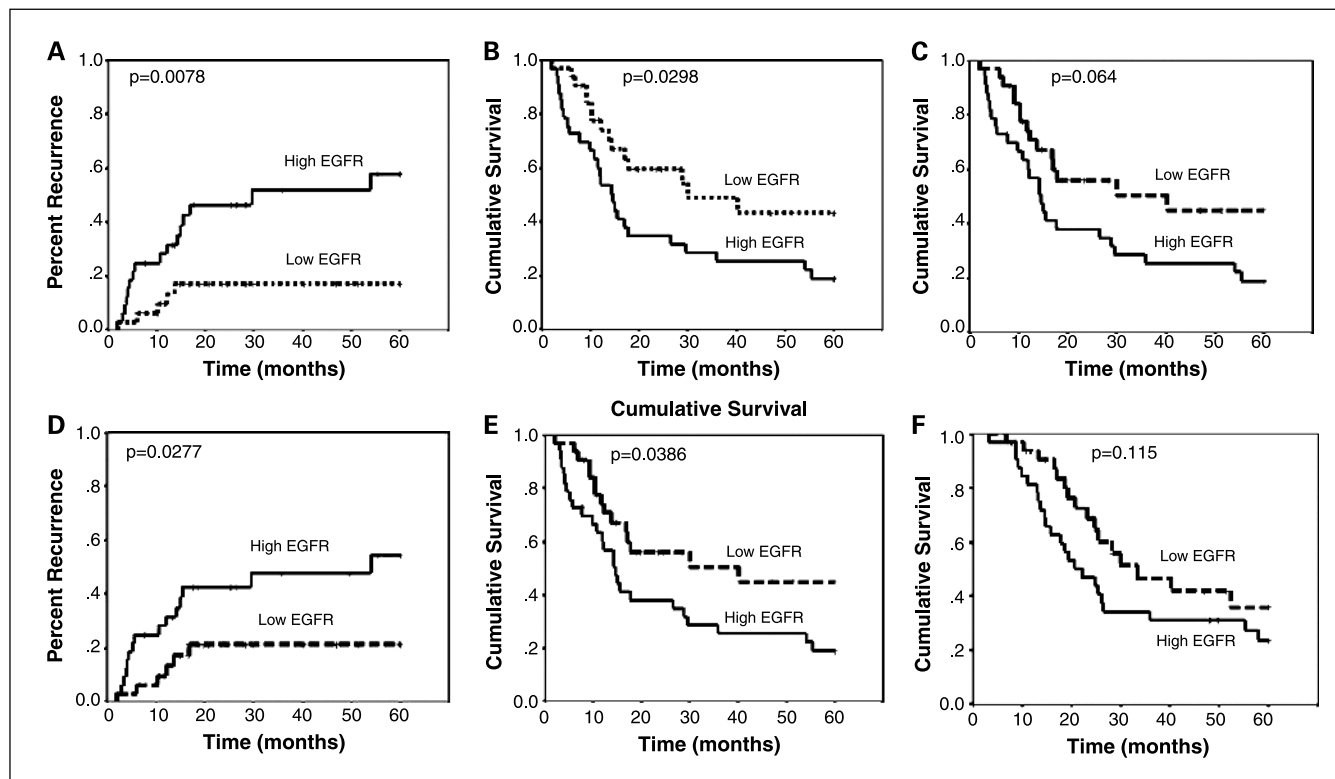 A
p=0.0078
Percent Recurrence
1.0
.8
.6
.4
.2
0.0
High EGFR
Low EGFR
0 10 20 30 40 50 60
Time (months)
B
p=0.0298
Cumulative Survival
1.0
.8
.6
.4
.2
0.0
Low EGFR
High EGFR
0 10 20 30 40 50 60
Time (months)
C
p=0.064
Cumulative Survival
1.0
.8
.6
.4
.2
0.0
Low EGFR
High EGFR
0 10 20 30 40 50 60
Time (months)
D
p=0.0277
Percent Recurrence
1.0
.8
.6
.4
.2
0.0
High EGFR
Low EGFR
0 10 20 30 40 50 60
Time (months)
Cumulative Survival
E
p=0.0386
Cumulative Survival
1.0
.8
.6
.4
.2
0.0
Low EGFR
High EGFR
0 10 20 30 40 50 60
Time (months)
F
p=0.115
Cumulative Survival
1.0
.8
.6
.4
.2
0.0
Low EGFR
High EGFR
0 10 20 30 40 50 60
Time (months)